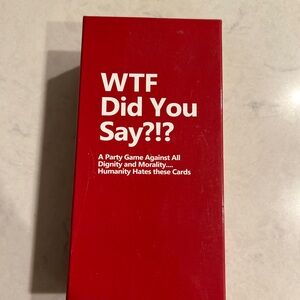 WTF
Did You
Say?!?
A Party Game Against All
Dignity and Morality....
Humanity Hates these Cards